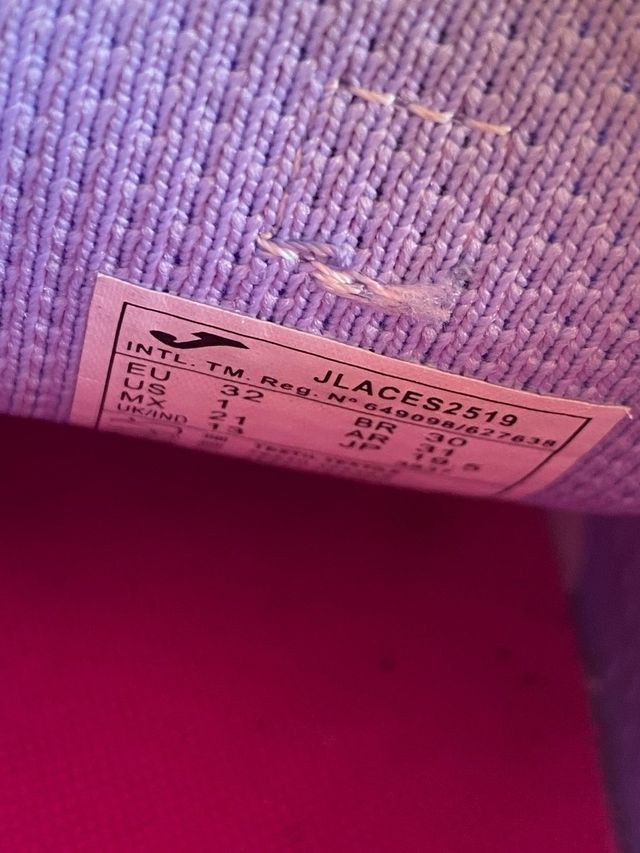 JLACES2519
INTL. TM. Reg. Nº 649098/627638
EU 32 BR 30
US 1 AR 31
MX 21 JP 19.5
UK/IND 13